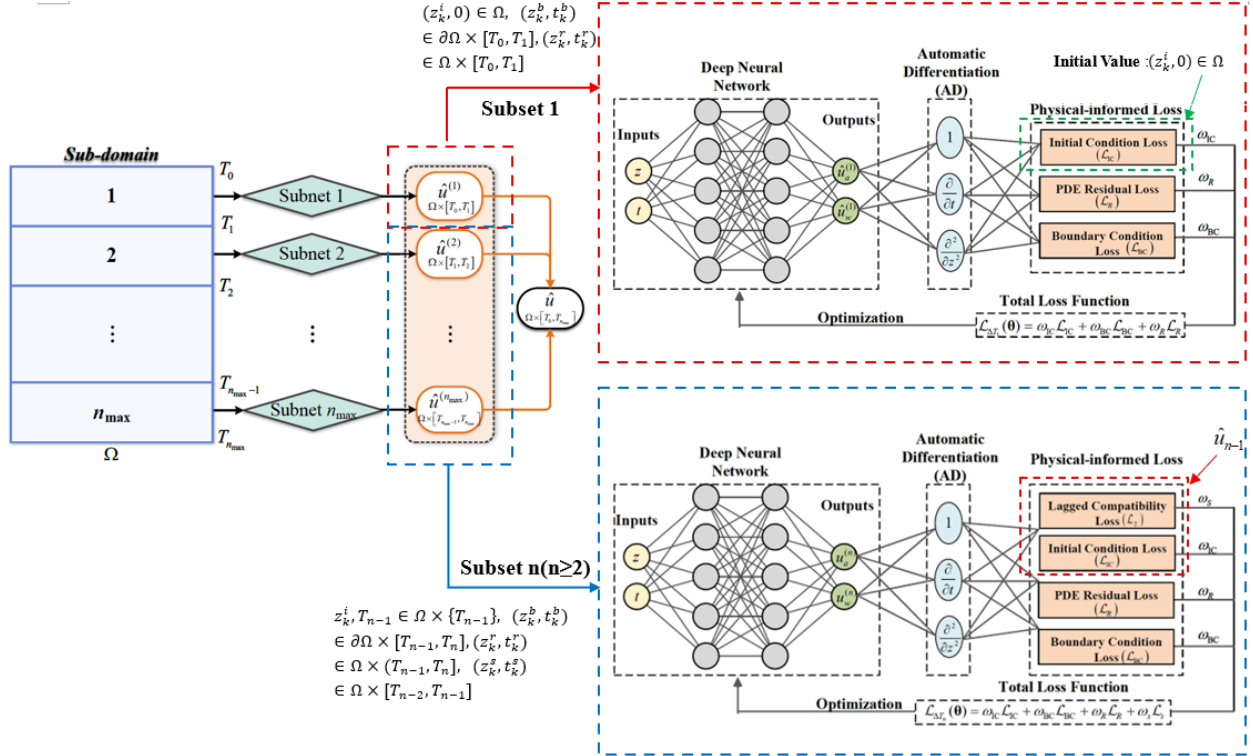 (z_k^i, 0) ∈ Ω, (z_k^b, t_k^b)
∈ ∂Ω × [T_0, T_1], (z_k^r, t_k^r)
∈ Ω × [T_0, T_1]
Subset 1
Sub-domain
1
2
⋮
n_max
Ω
T_0
T_1
T_2
T_{n_max−1}
T_{n_max}
Subnet 1
Subnet 2
⋮
Subnet n_max
û^(1)
Ω×[T_0,T_1]
û^(2)
Ω×[T_1,T_2]
⋮
û^(n_max)
Ω×[T_{n_max−1},T_{n_max}]
û
Ω×[T_0,T_{n_max}]
Deep Neural
Network
Inputs
z
t
Outputs
û_a^(1)
û_w^(1)
Automatic
Differentiation
(AD)
1
∂/∂t
∂²/∂z²
Initial Value :(z_k^i, 0) ∈ Ω
Physical-informed Loss
Initial Condition Loss
(ℒ_IC)
PDE Residual Loss
(ℒ_R)
Boundary Condition
Loss (ℒ_BC)
ω_IC
ω_R
ω_BC
Optimization
Total Loss Function
ℒ_{ΔT_1}(θ) = ω_IC ℒ_IC + ω_BC ℒ_BC + ω_R ℒ_R
Subset n(n≥2)
z_k^i, T_{n−1} ∈ Ω × {T_{n−1}}, (z_k^b, t_k^b)
∈ ∂Ω × [T_{n−1}, T_n], (z_k^r, t_k^r)
∈ Ω × (T_{n−1}, T_n], (z_k^s, t_k^s)
∈ Ω × [T_{n−2}, T_{n−1}]
Deep Neural
Network
Inputs
z
t
Outputs
u_a^(n)
u_w^(n)
Automatic
Differentiation
(AD)
1
∂/∂t
∂²/∂z²
û_{n−1}
Physical-informed Loss
Lagged Compatibility
Loss(ℒ_s)
Initial Condition Loss
(ℒ_IC)
PDE Residual Loss
(ℒ_R)
Boundary Condition
Loss(ℒ_BC)
ω_S
ω_IC
ω_R
ω_BC
Optimization
Total Loss Function
ℒ_{ΔT_n}(θ) = ω_IC ℒ_IC + ω_BC ℒ_BC + ω_R ℒ_R + ω_s ℒ_s